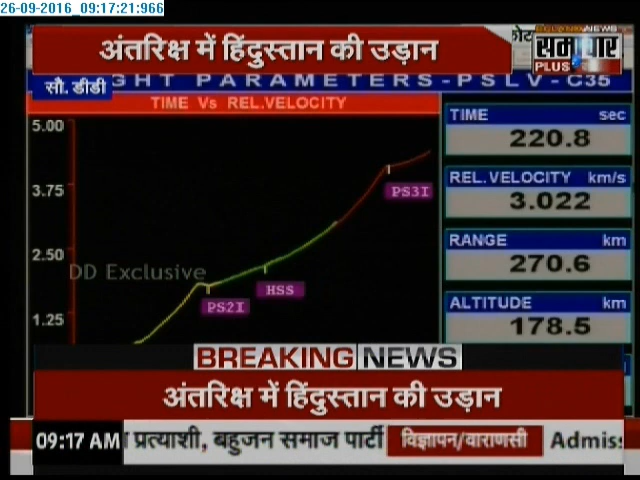 26-09-2016_09:17:21:966
अंतरिक्ष में हिंदुस्तान की उड़ान
समाचार
PLUS
सौ. डीडी
GHT PARAMETERS-PSLV-C35
TIME Vs REL.VELOCITY
5.00
3.75
2.50
1.25
PS3I
HSS
PS2I
DD Exclusive
TIME sec
220.8
REL.VELOCITY km/s
3.022
RANGE km
270.6
ALTITUDE km
178.5
BREAKING NEWS
अंतरिक्ष में हिंदुस्तान की उड़ान
09:17 AM प्रत्याशी, बहुजन समाज पार्टी विज्ञापन/वाराणसी Admis